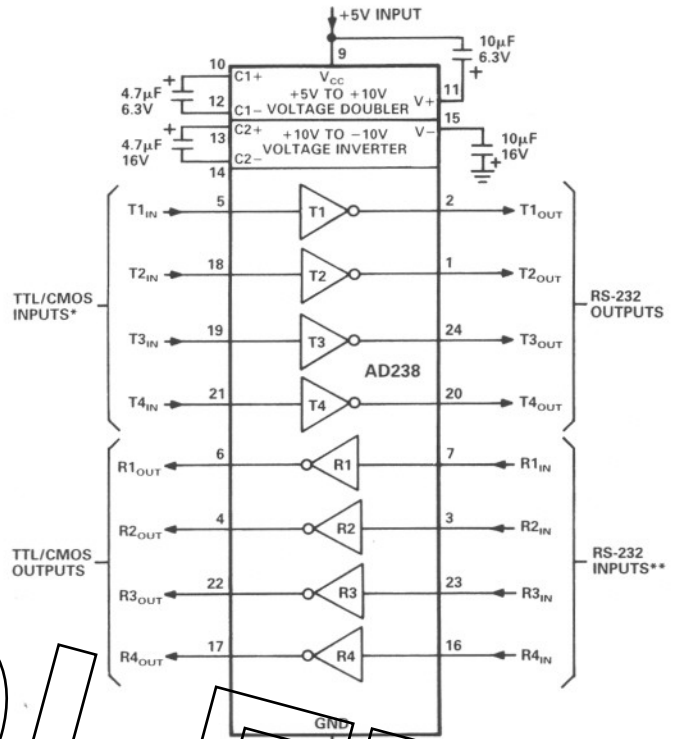 +5V INPUT
10µF
6.3V
+
9
VCC
10
C1+
+
4.7µF
6.3V
12
C1−
+5V TO +10V
VOLTAGE DOUBLER
V+
11
C2+
+
13
4.7µF
16V
C2−
14
+10V TO −10V
VOLTAGE INVERTER
V−
15
10µF
16V
+
T1IN
5
T1
2
T1OUT
T2IN
18
T2
1
T2OUT
TTL/CMOS
INPUTS*
RS-232
OUTPUTS
T3IN
19
T3
24
T3OUT
AD238
T4IN
21
T4
20
T4OUT
R1OUT
6
R1
7
R1IN
R2OUT
4
R2
3
R2IN
TTL/CMOS
OUTPUTS
RS-232
INPUTS**
R3OUT
22
R3
23
R3IN
R4OUT
17
R4
16
R4IN
GND